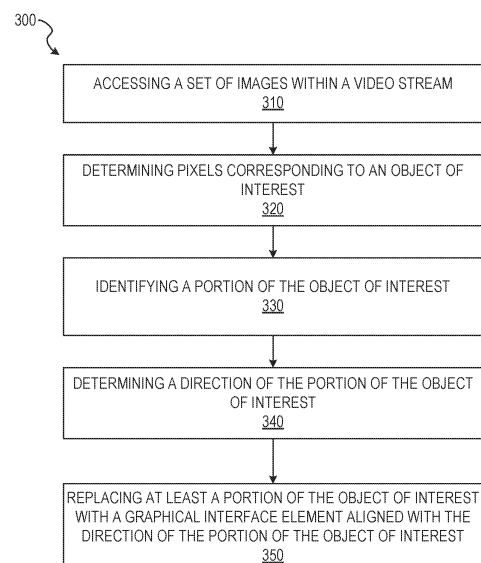 300
ACCESSING A SET OF IMAGES WITHIN A VIDEO STREAM
310
DETERMINING PIXELS CORRESPONDING TO AN OBJECT OF
INTEREST
320
IDENTIFYING A PORTION OF THE OBJECT OF INTEREST
330
DETERMINING A DIRECTION OF THE PORTION OF THE OBJECT
OF INTEREST
340
REPLACING AT LEAST A PORTION OF THE OBJECT OF INTEREST
WITH A GRAPHICAL INTERFACE ELEMENT ALIGNED WITH THE
DIRECTION OF THE PORTION OF THE OBJECT OF INTEREST
350